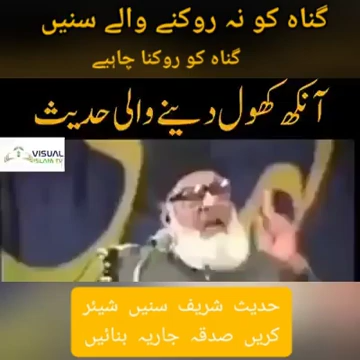 گناہ کو نہ روکنے والے سنیں
گناہ کو روکنا چاہیے
آنکھ کھول دینے والی حدیث
VISUAL
ISLAM TV
حدیث شریف سنیں شیئر
کریں صدقہ جاریہ بنائیں